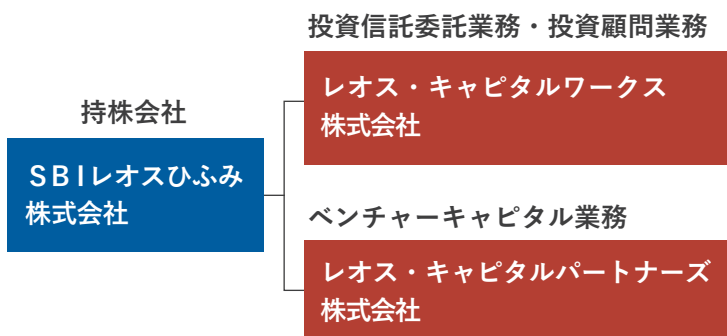 持株会社
SBIレオスひふみ
株式会社
投資信託委託業務・投資顧問業務
レオス・キャピタルワークス
株式会社
ベンチャーキャピタル業務
レオス・キャピタルパートナーズ
株式会社